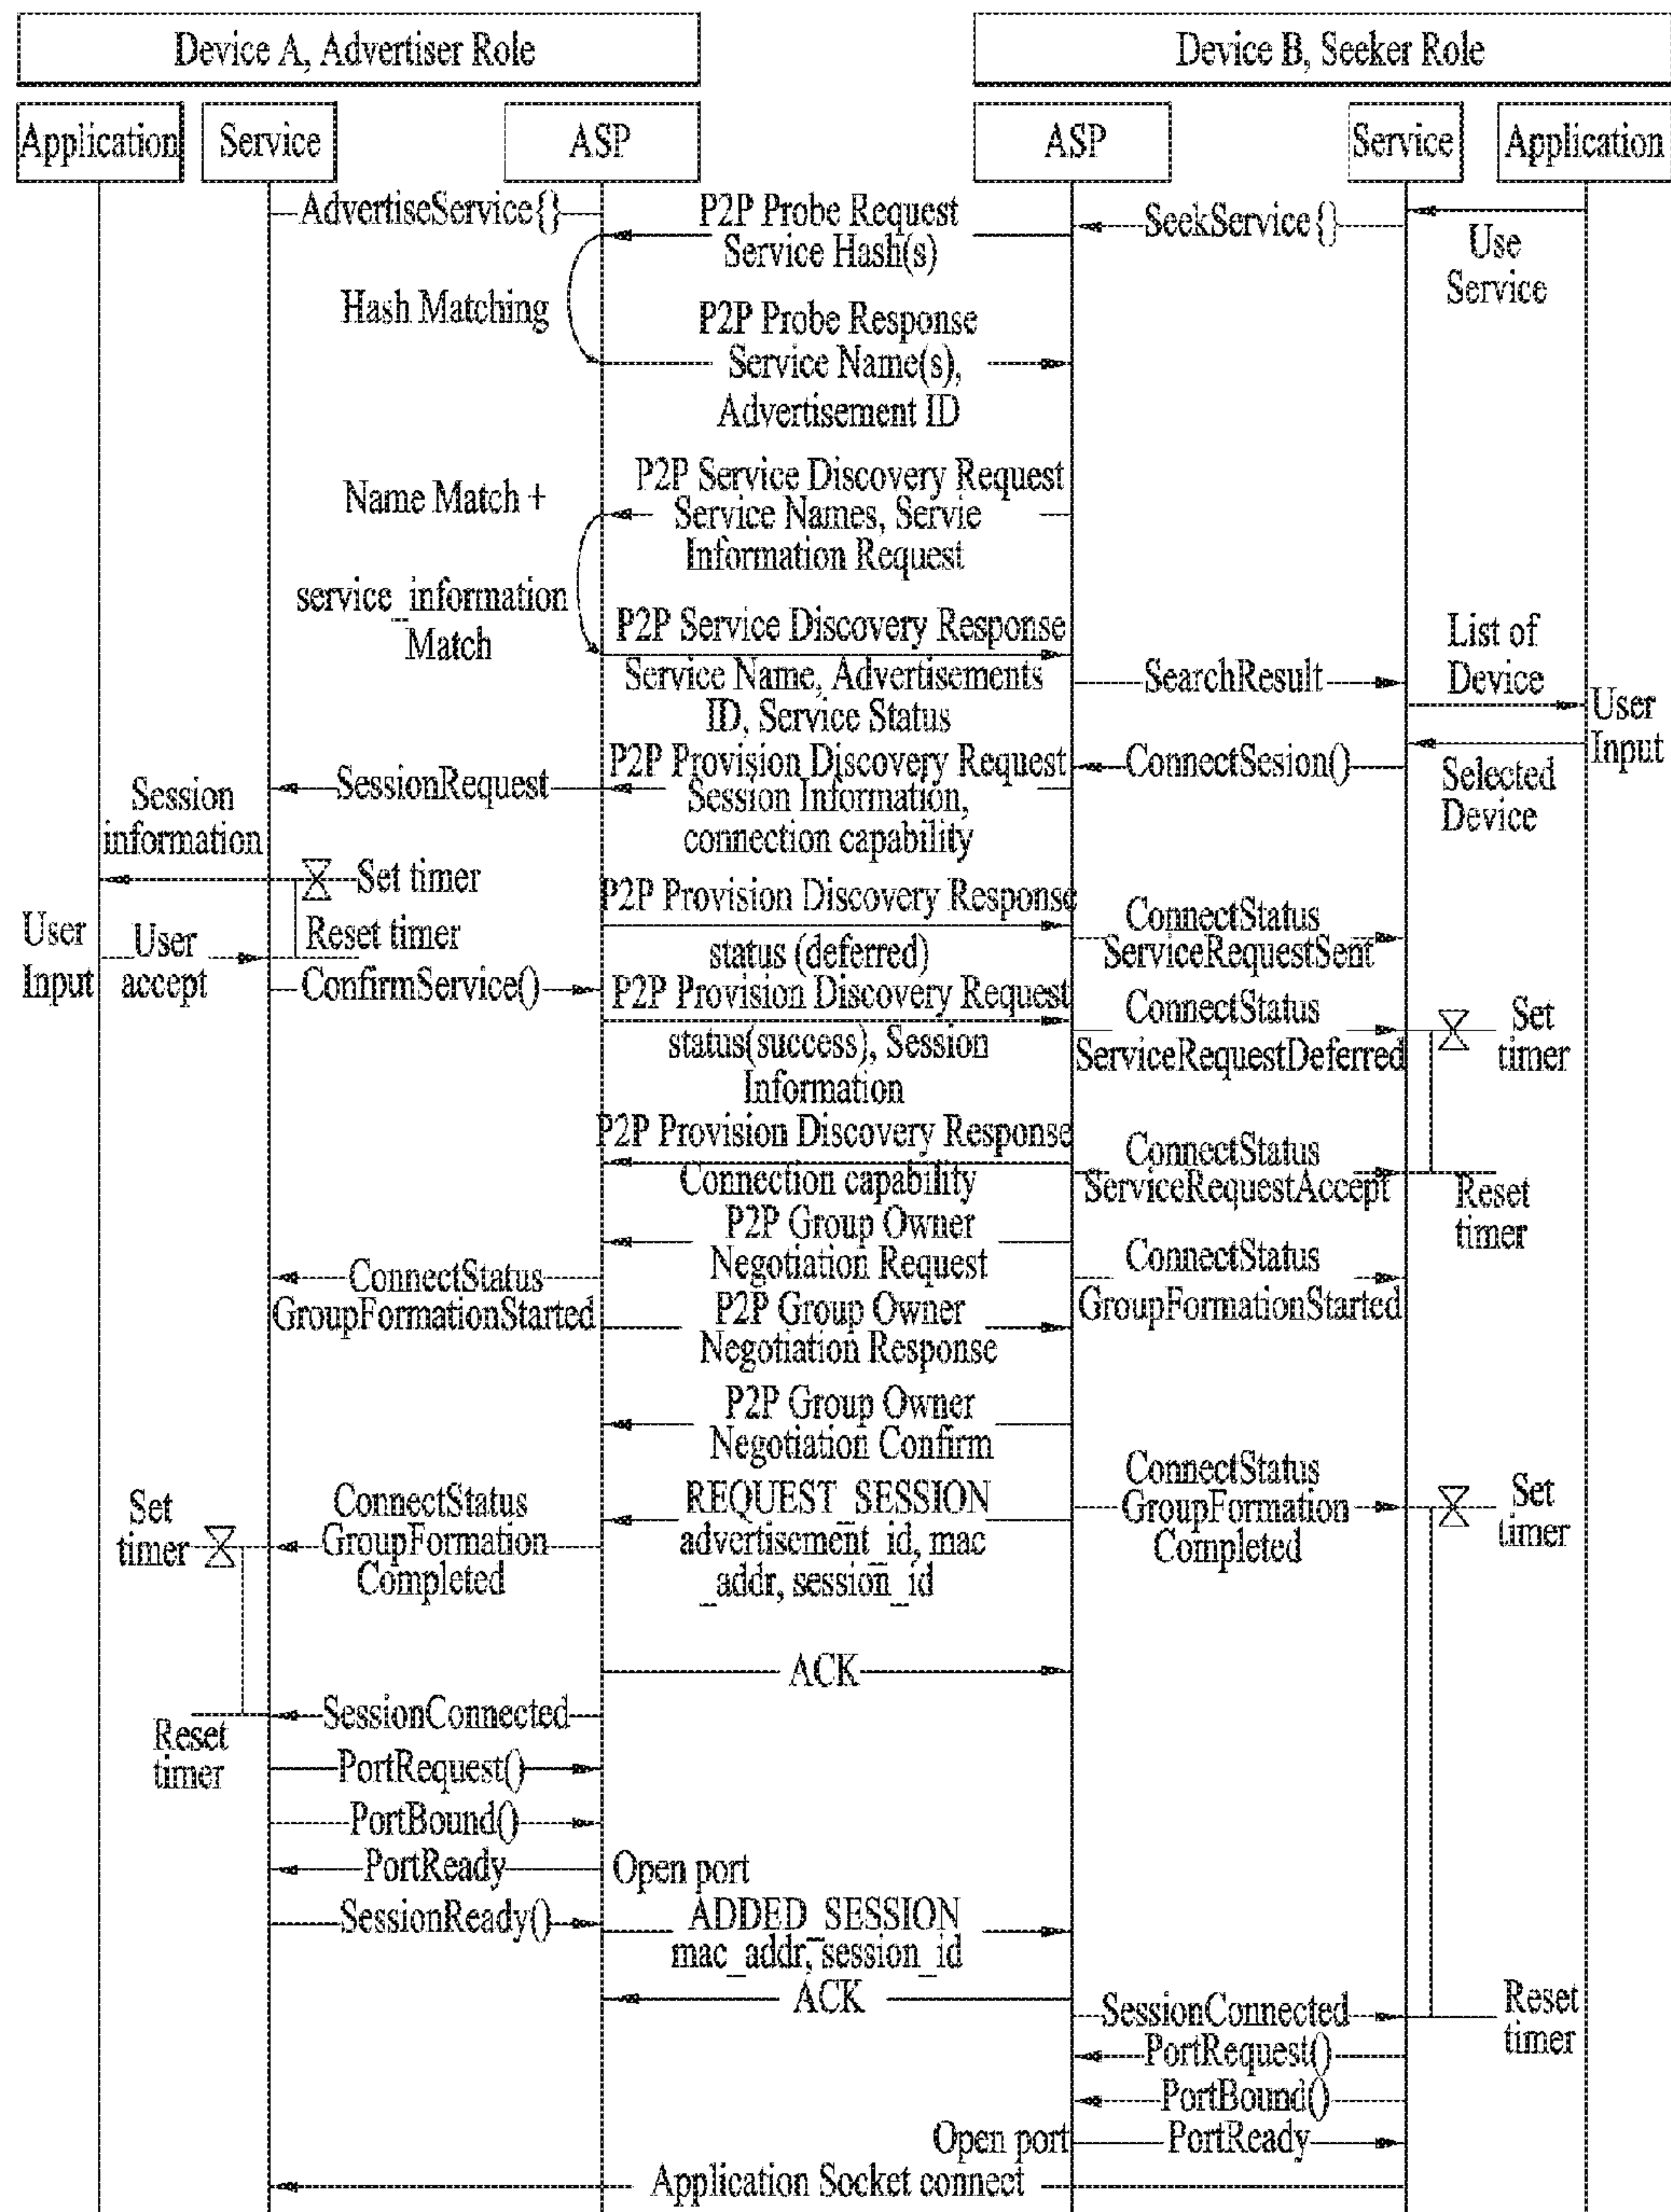 Device A, Advertiser Role
Device B, Seeker Role
Application
Service
ASP
ASP
Service
Application
AdvertiseService{}
P2P Probe Request
Service Hash(s)
SeekService{}
Use
Service
Hash Matching
P2P Probe Response
Service Name(s),
Advertisement ID
Name Match +
service_information
Match
P2P Service Discovery Request
Service Names, Servie
Information Request
P2P Service Discovery Response
Service Name, Advertisements
ID, Service Status
SearchResult
List of
Device
User
Input
SessionRequest
P2P Provision Discovery Request
Session Information,
connection capability
ConnectSesion()
Selected
Device
Session
information
Set timer
Reset timer
User
Input
User
accept
ConfirmService()
P2P Provision Discovery Response
status (deferred)
ConnectStatus
ServiceRequestSent
P2P Provision Discovery Request
status(success), Session
Information
ConnectStatus
ServiceRequestDeferred
Set
timer
P2P Provision Discovery Response
Connection capability
ConnectStatus
ServiceRequestAccept
Reset
timer
P2P Group Owner
Negotiation Request
ConnectStatus
GroupFormationStarted
ConnectStatus
GroupFormationStarted
P2P Group Owner
Negotiation Response
P2P Group Owner
Negotiation Confirm
Set
timer
ConnectStatus
GroupFormation
Completed
REQUEST_SESSION
advertisement_id, mac
_addr, session_id
ConnectStatus
GroupFormation
Completed
Set
timer
ACK
SessionConnected
Reset
timer
PortRequest()
PortBound()
PortReady
Open port
SessionReady()
ADDED_SESSION
mac_addr, session_id
ACK
SessionConnected
Reset
timer
PortRequest()
PortBound()
Open port
PortReady
Application Socket connect